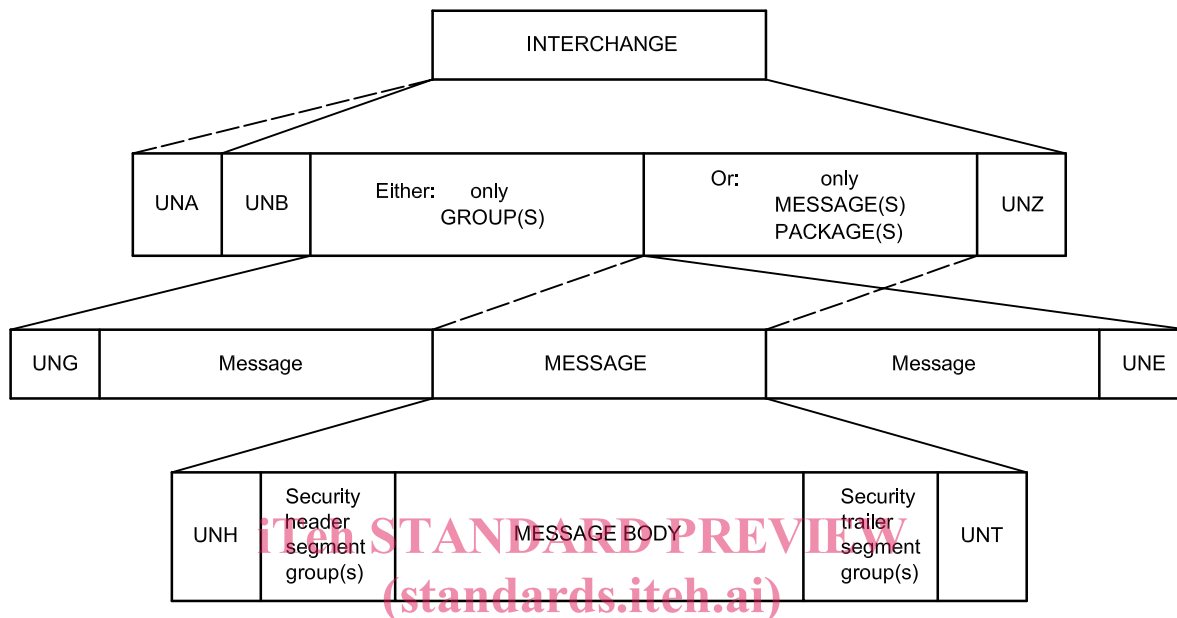 INTERCHANGE
UNA
UNB
Either: only
GROUP(S)
Or: only
MESSAGE(S)
PACKAGE(S)
UNZ
UNG
Message
MESSAGE
Message
UNE
UNH
Security
header
segment
group(s)
MESSAGE BODY
Security
trailer
segment
group(s)
UNT
iTeh STANDARD PREVIEW
(standards.iteh.ai)